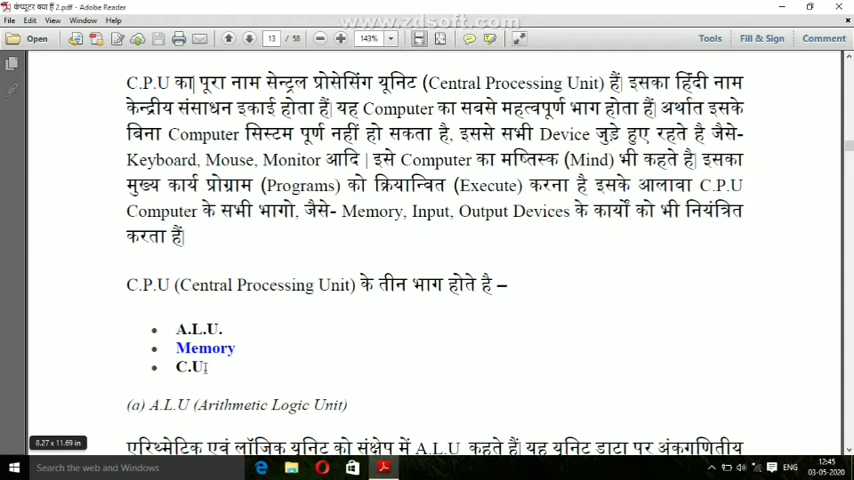 कंप्यूटर क्या हैं 2.pdf - Adobe Reader
www.zdsoft.com
File Edit View Window Help
Open 13 / 58 143% Tools Fill & Sign Comment
C.P.U का पूरा नाम सेन्ट्रल प्रोसेसिंग यूनिट (Central Processing Unit) हैं| इसका हिंदी नाम
केन्द्रीय संसाधन इकाई होता हैं| यह Computer का सबसे महत्वपूर्ण भाग होता हैं| अर्थात इसके
बिना Computer सिस्टम पूर्ण नहीं हो सकता है, इससे सभी Device जुड़े हुए रहते है जैसे-
Keyboard, Mouse, Monitor आदि | इसे Computer का मष्तिस्क (Mind) भी कहते है| इसका
मुख्य कार्य प्रोग्राम (Programs) को क्रियान्वित (Execute) करना है इसके आलावा C.P.U
Computer के सभी भागो, जैसे- Memory, Input, Output Devices के कार्यों को भी नियंत्रित
करता हैं|
C.P.U (Central Processing Unit) के तीन भाग होते है –
• A.L.U.
• Memory
• C.U
(a) A.L.U (Arithmetic Logic Unit)
एरिथ्मेटिक एवं लॉजिक यूनिट को संक्षेप में A.L.U कहते हैं| यह यूनिट डाटा पर अंकगणितीय
8.27 x 11.69 in
Search the web and Windows
ENG
12:45
03-05-2020